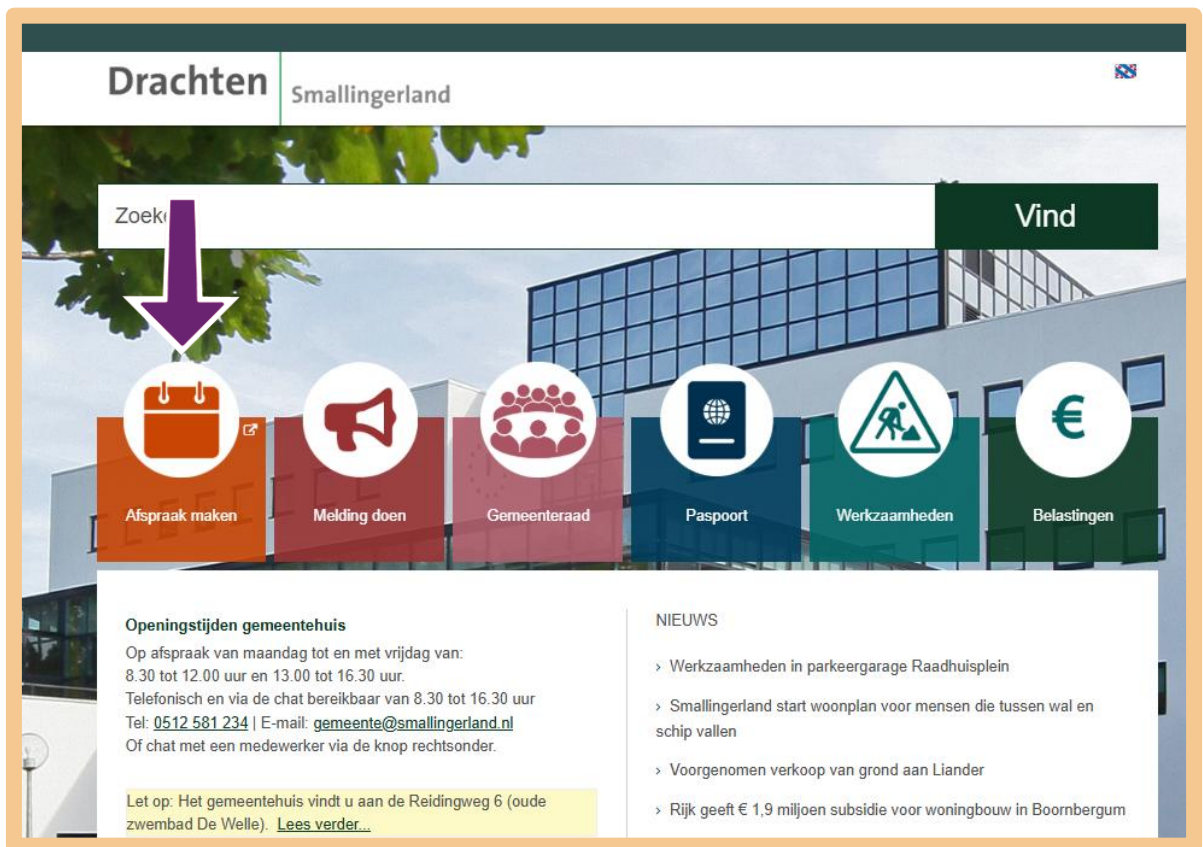 Drachten
Smallingerland
Vind
Afspraak maken
Melding doen
Gemeenteraad
Paspoort
Werkzaamheden
Belastingen
Openingstijden gemeentehuis
Op afspraak van maandag tot en met vrijdag van:
8.30 tot 12.00 uur en 13.00 tot 16.30 uur.
Telefonisch en via de chat bereikbaar van 8.30 tot 16.30 uur
Tel: 0512 581 234 | E-mail: gemeente@smallingerland.nl
Of chat met een medewerker via de knop rechtsonder.
Let op: Het gemeentehuis vindt u aan de Reidingweg 6 (oude
zwembad De Welle). Lees verder...
NIEUWS
› Werkzaamheden in parkeergarage Raadhuisplein
› Smallingerland start woonplan voor mensen die tussen wal en
schip vallen
› Voorgenomen verkoop van grond aan Liander
› Rijk geeft € 1,9 miljoen subsidie voor woningbouw in Boornbergum